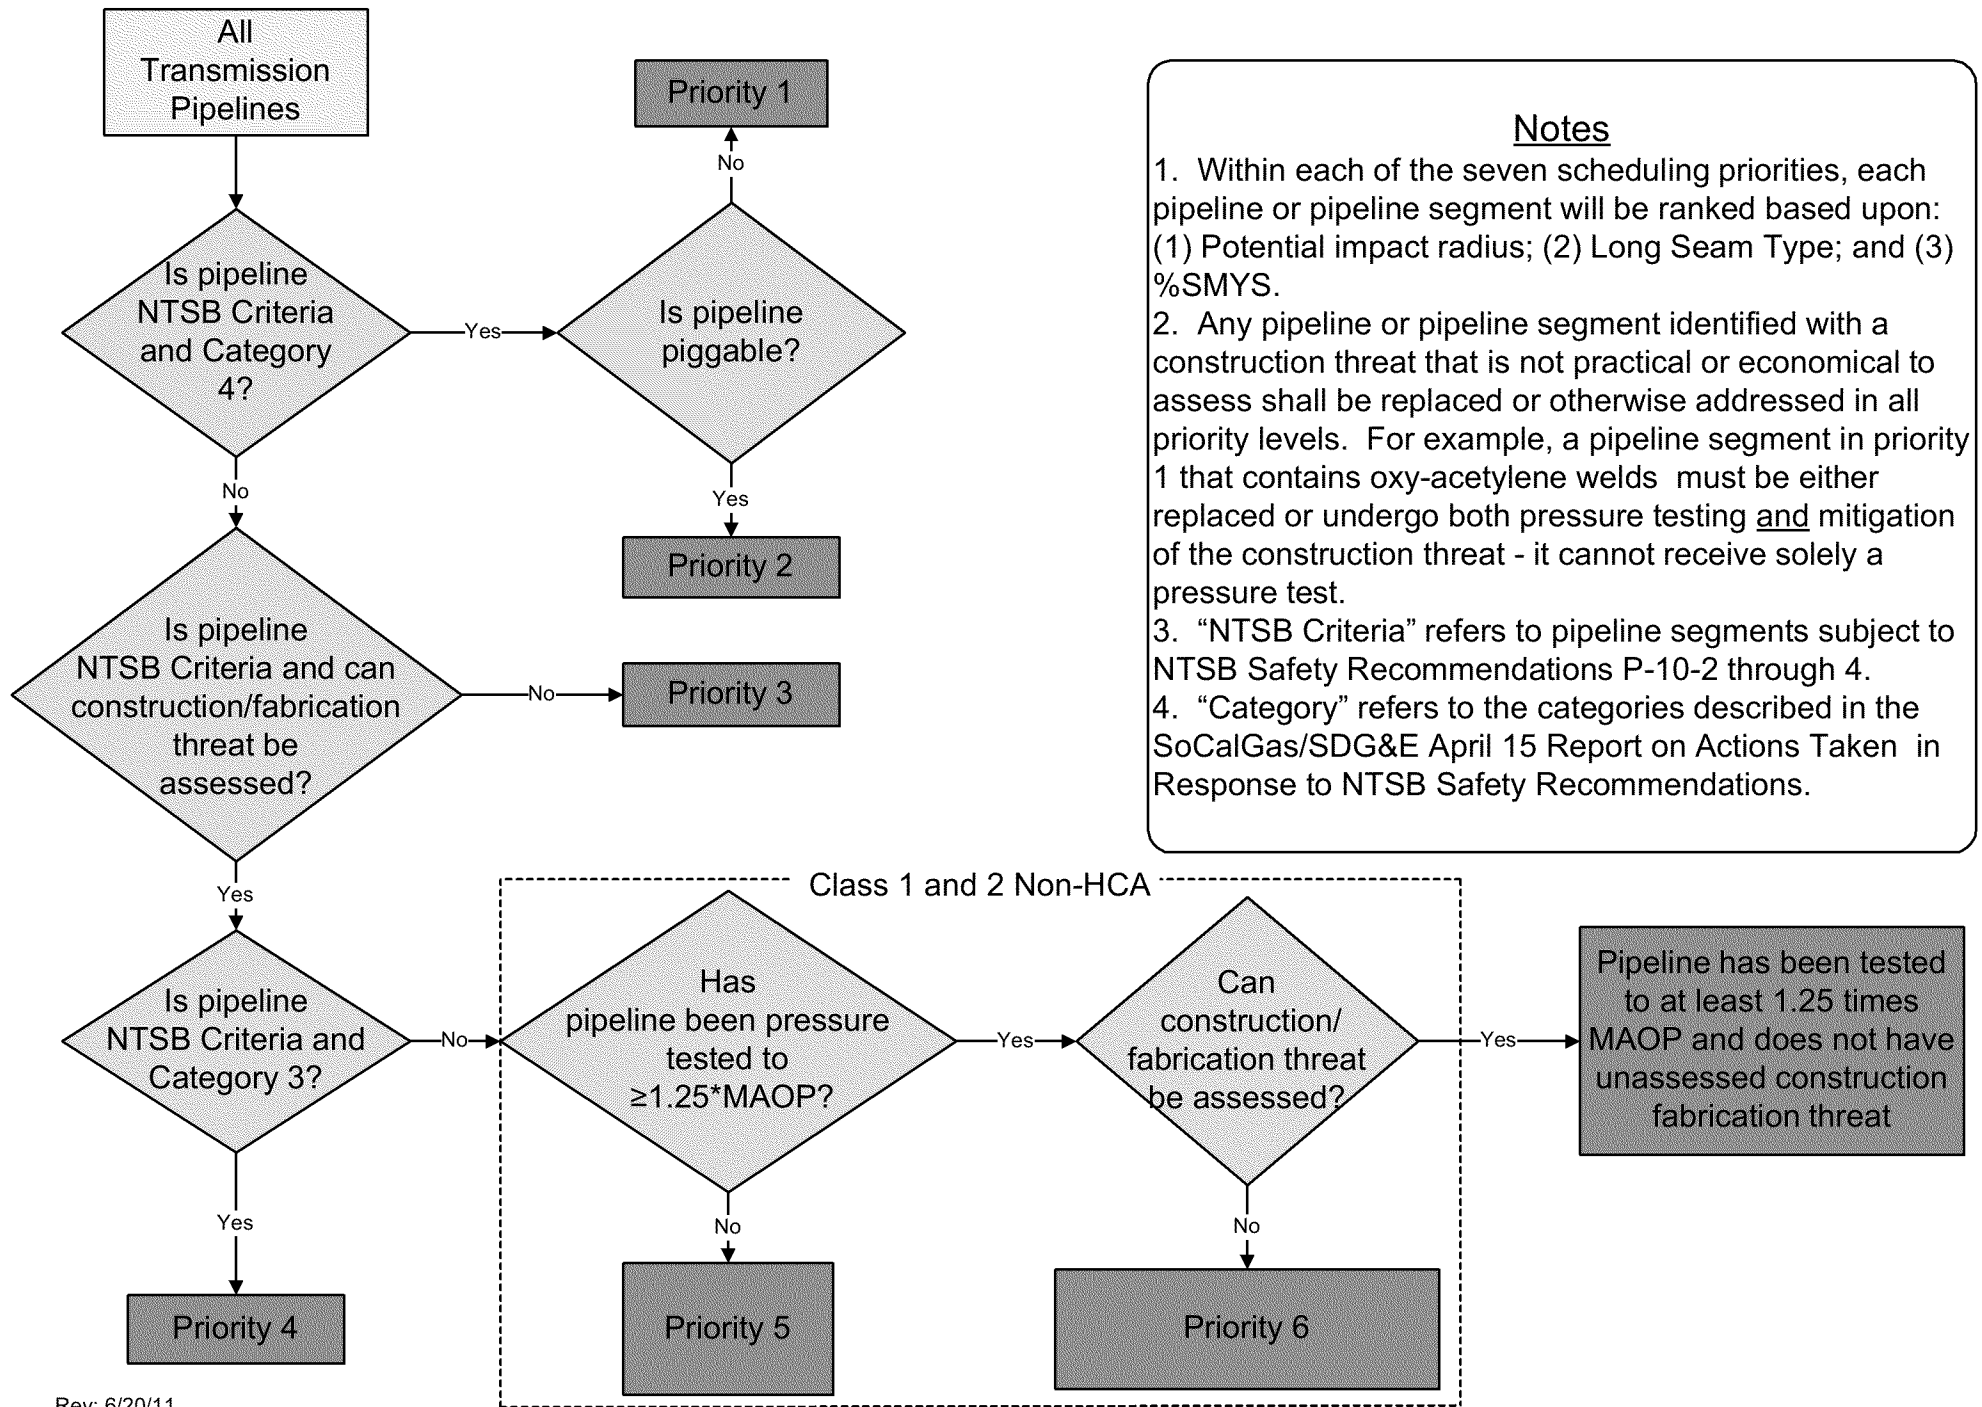 All
Transmission
Pipelines
Priority 1
No
Is pipeline
NTSB Criteria
and Category
4?
Yes
Is pipeline
piggable?
Yes
Priority 2
No
Is pipeline
NTSB Criteria and can
construction/fabrication
threat be
assessed?
No
Priority 3
Yes
Is pipeline
NTSB Criteria and
Category 3?
No
Yes
Priority 4
Class 1 and 2 Non-HCA
Has
pipeline been pressure
tested to
≥1.25*MAOP?
Yes
No
Priority 5
Can
construction/
fabrication threat
be assessed?
Yes
No
Priority 6
Pipeline has been tested
to at least 1.25 times
MAOP and does not have
unassessed construction
fabrication threat
Notes
1.  Within each of the seven scheduling priorities, each
pipeline or pipeline segment will be ranked based upon:
(1) Potential impact radius; (2) Long Seam Type; and (3)
%SMYS.
2.  Any pipeline or pipeline segment identified with a
construction threat that is not practical or economical to
assess shall be replaced or otherwise addressed in all
priority levels.  For example, a pipeline segment in priority
1 that contains oxy-acetylene welds  must be either
replaced or undergo both pressure testing and mitigation
of the construction threat - it cannot receive solely a
pressure test.
3.  “NTSB Criteria” refers to pipeline segments subject to
NTSB Safety Recommendations P-10-2 through 4.
4.  “Category” refers to the categories described in the
SoCalGas/SDG&E April 15 Report on Actions Taken  in
Response to NTSB Safety Recommendations.
Rev: 6/20/11